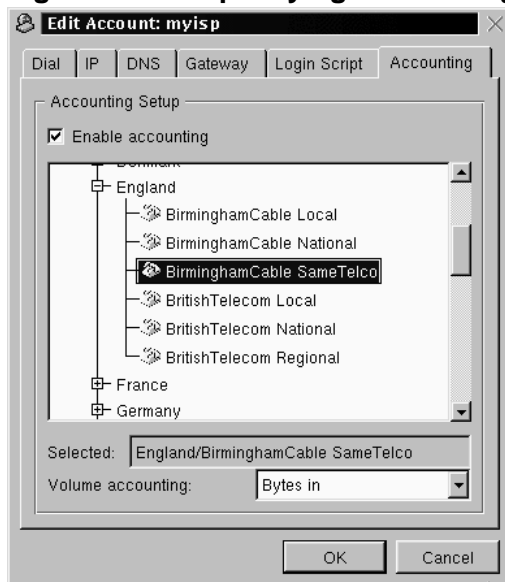 Edit Account: myisp
Dial IP DNS Gateway Login Script Accounting
Accounting Setup
Enable accounting
Denmark
England
BirminghamCable Local
BirminghamCable National
BirminghamCable SameTelco
BritishTelecom Local
BritishTelecom National
BritishTelecom Regional
France
Germany
Selected: England/BirminghamCable SameTelco
Volume accounting: Bytes in
OK Cancel